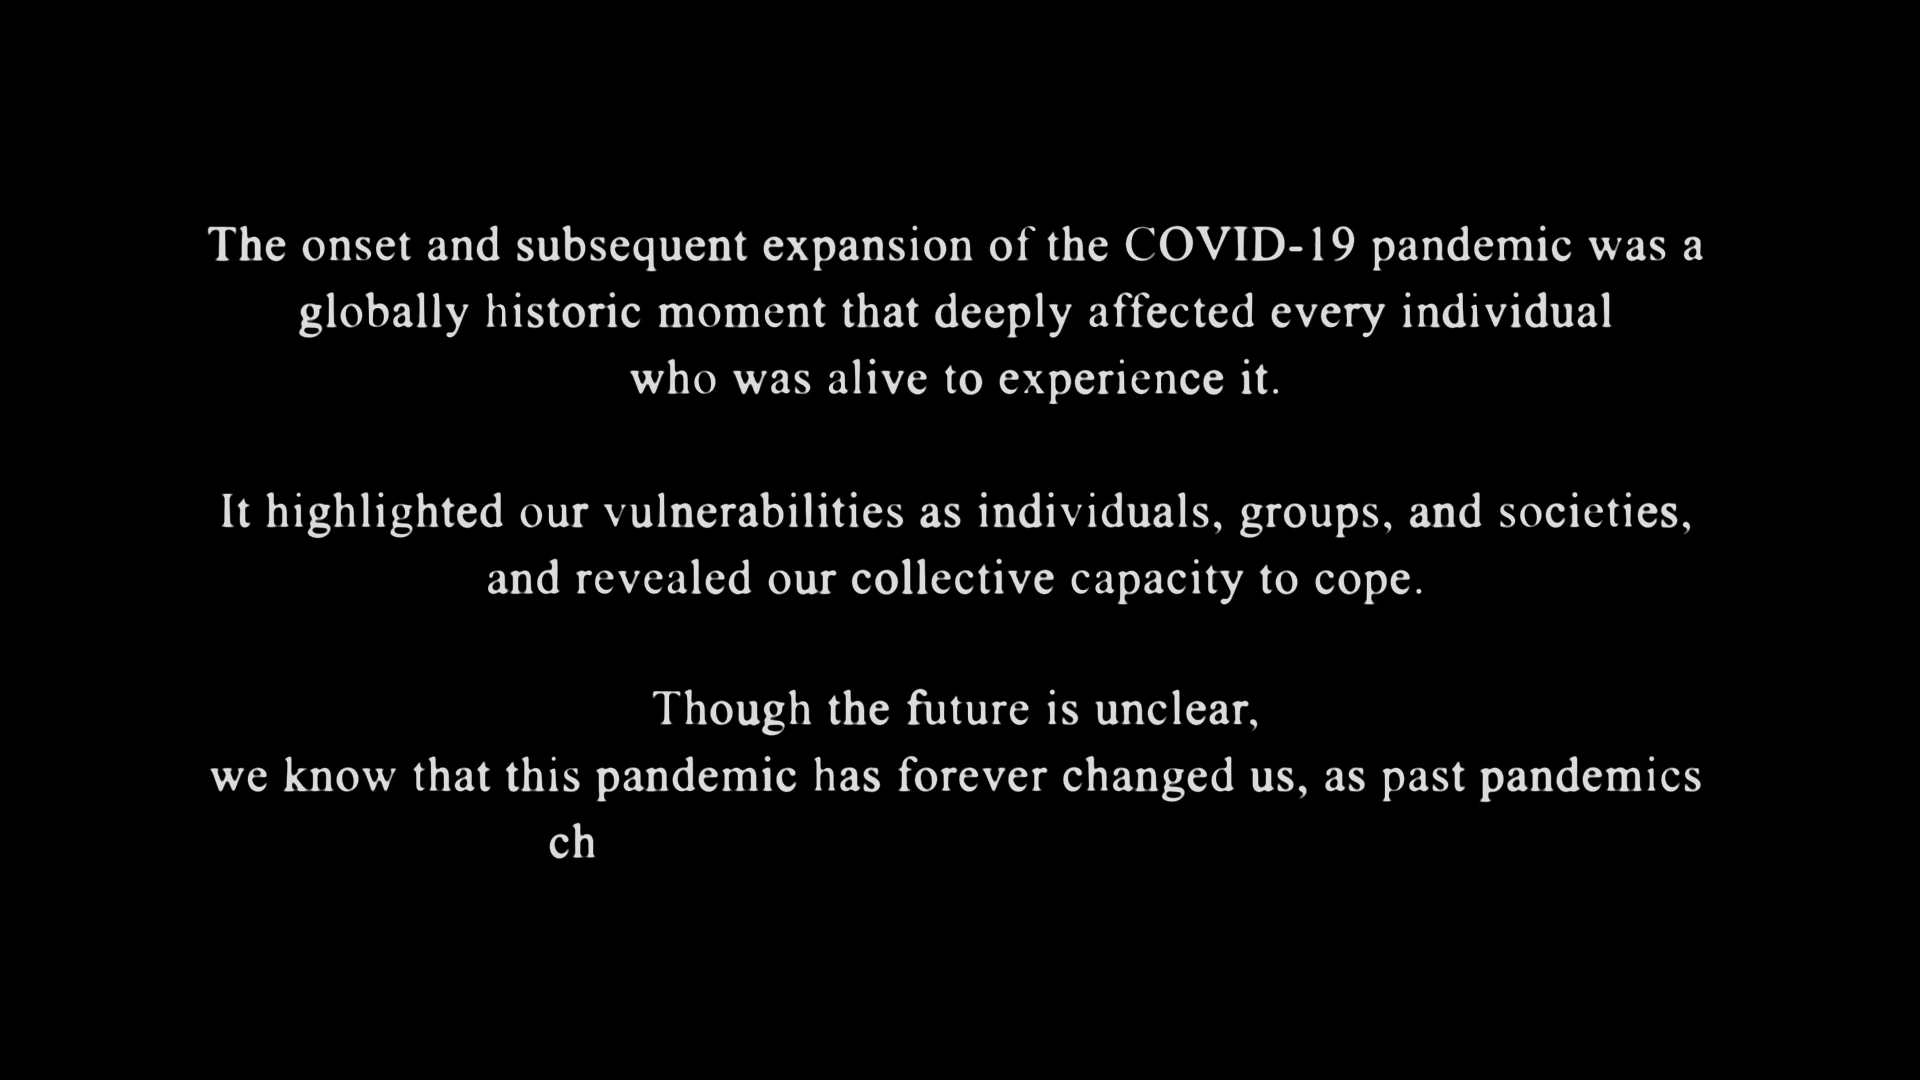 The onset and subsequent expansion of the COVID-19 pandemic was a
globally historic moment that deeply affected every individual
who was alive to experience it.
It highlighted our vulnerabilities as individuals, groups, and societies,
and revealed our collective capacity to cope.
Though the future is unclear,
we know that this pandemic has forever changed us, as past pandemics
ch